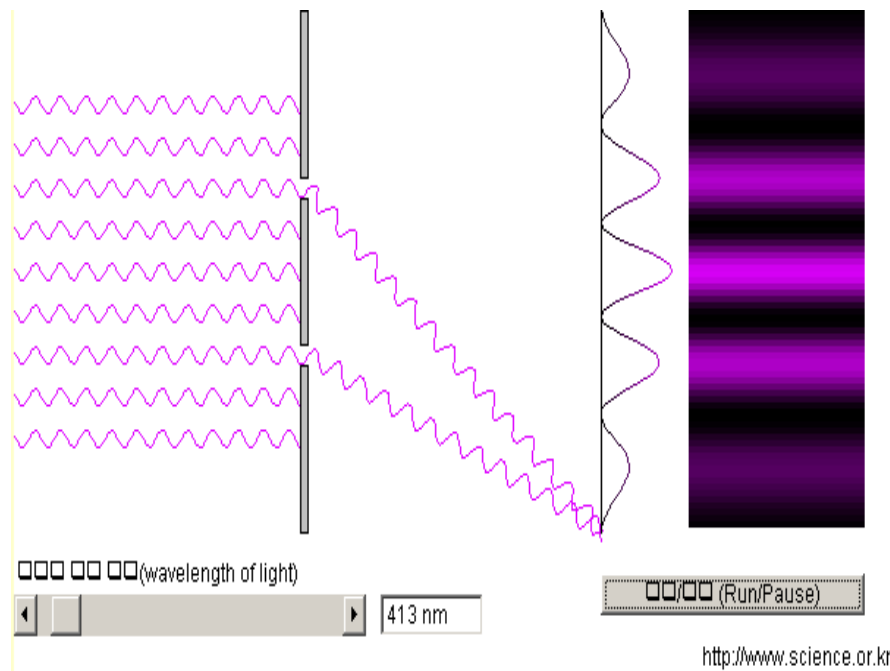 □□□ □□ □□(wavelength of light)
413 nm
□□/□□ (Run/Pause)
http://www.science.or.kr